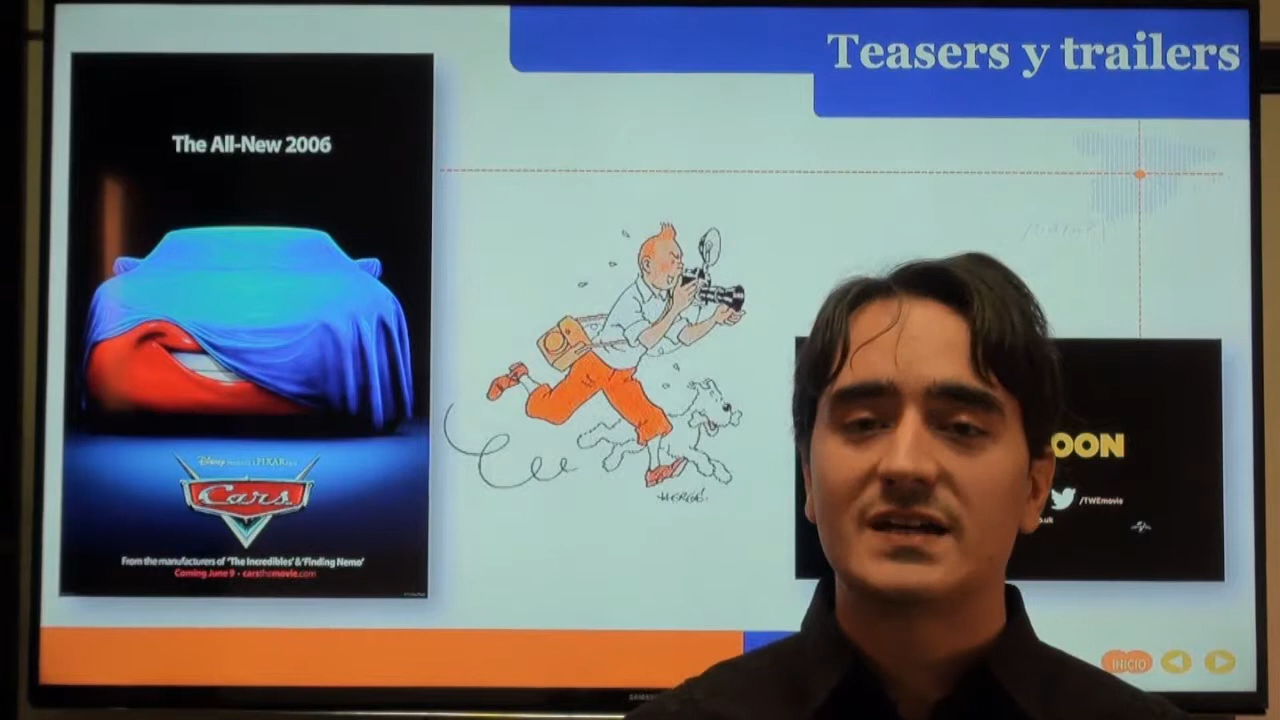 Teasers y trailers
The All-New 2006
Disney PRESENTS A PIXAR FILM
Cars
From the manufacturers of 'The Incredibles' & 'Finding Nemo'
Coming June 9 • carsthemovie.com
HERGÉ!
OON
/TWEmovie
.uk
INICIO